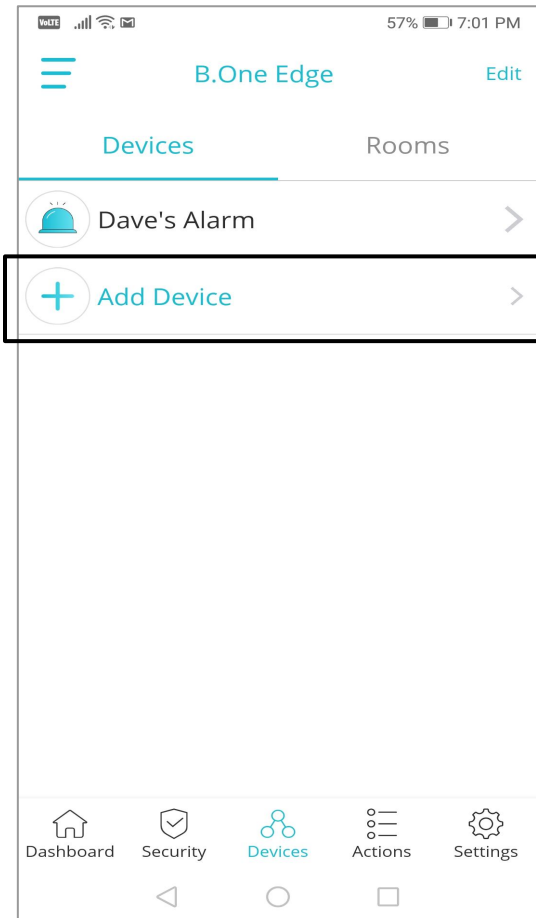 VoLTE 57% 7:01 PM
B.One Edge Edit
Devices Rooms
Dave's Alarm
Add Device
Dashboard Security Devices Actions Settings